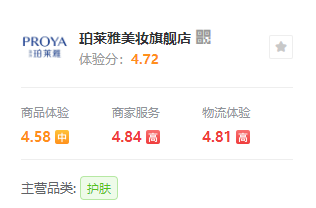 PROYA
珀莱雅
珀莱雅美妆旗舰店
体验分：4.72
商品体验 商家服务 物流体验
4.58 中 4.84 高 4.81 高
主营品类: 护肤